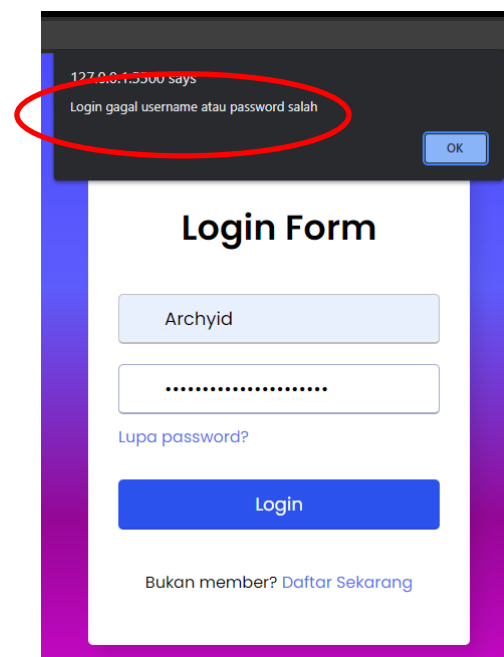 127.0.0.1:5500 says
Login gagal username atau password salah
OK
Login Form
Archyid
••••••••••••••••••••••
Lupa password?
Login
Bukan member? Daftar Sekarang